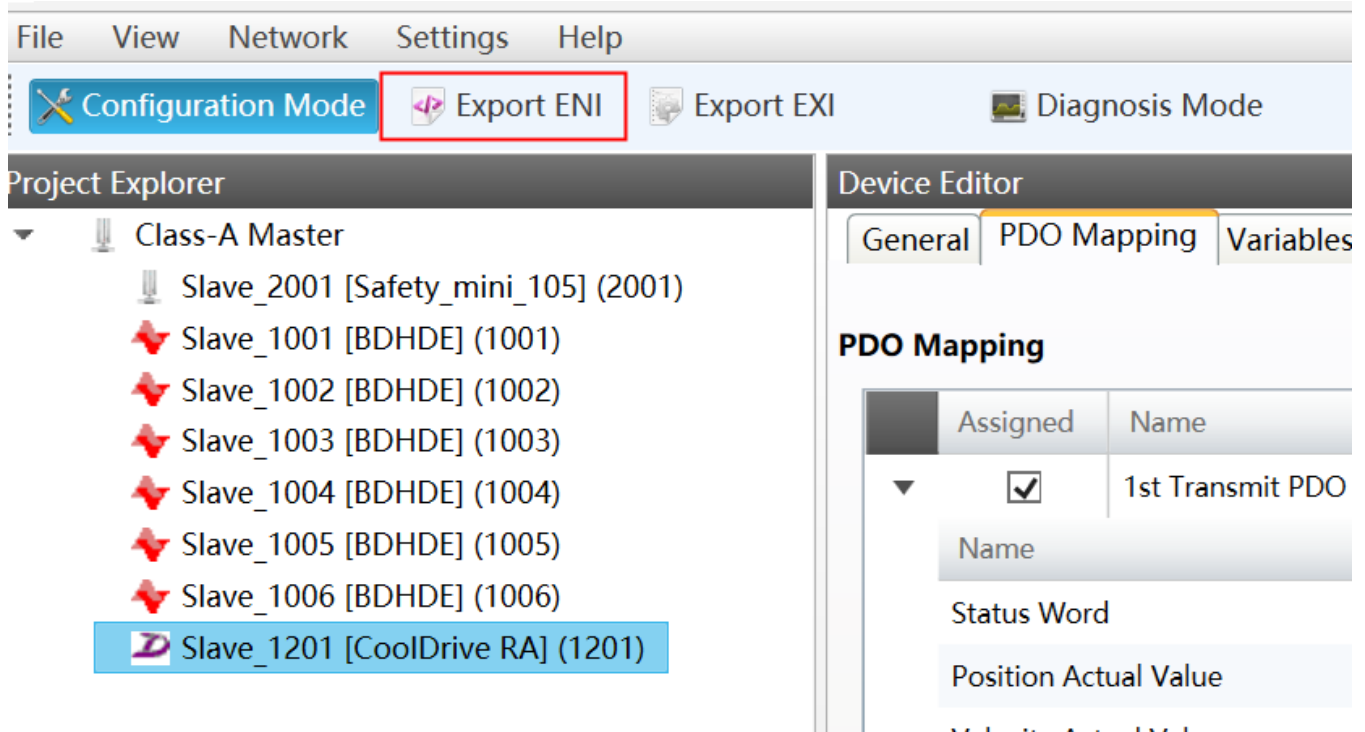 File View Network Settings Help
Configuration Mode Export ENI Export EXI Diagnosis Mode
Project Explorer
Class-A Master
Slave_2001 [Safety_mini_105] (2001)
Slave_1001 [BDHDE] (1001)
Slave_1002 [BDHDE] (1002)
Slave_1003 [BDHDE] (1003)
Slave_1004 [BDHDE] (1004)
Slave_1005 [BDHDE] (1005)
Slave_1006 [BDHDE] (1006)
Slave_1201 [CoolDrive RA] (1201)
Device Editor
General PDO Mapping Variables
PDO Mapping
Assigned Name
1st Transmit PDO
Name
Status Word
Position Actual Value